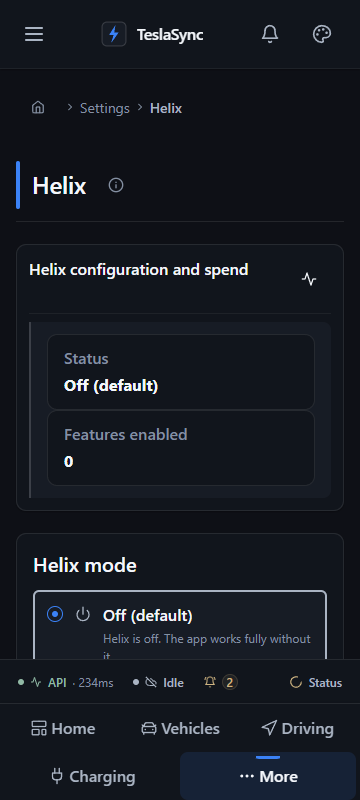 TeslaSync
Settings
Helix
Helix
Helix configuration and spend
Status
Off (default)
Features enabled
0
Helix mode
Off (default)
Helix is off. The app works fully without
it.
API · 234ms
Idle
2
Status
Home
Vehicles
Driving
Charging
More